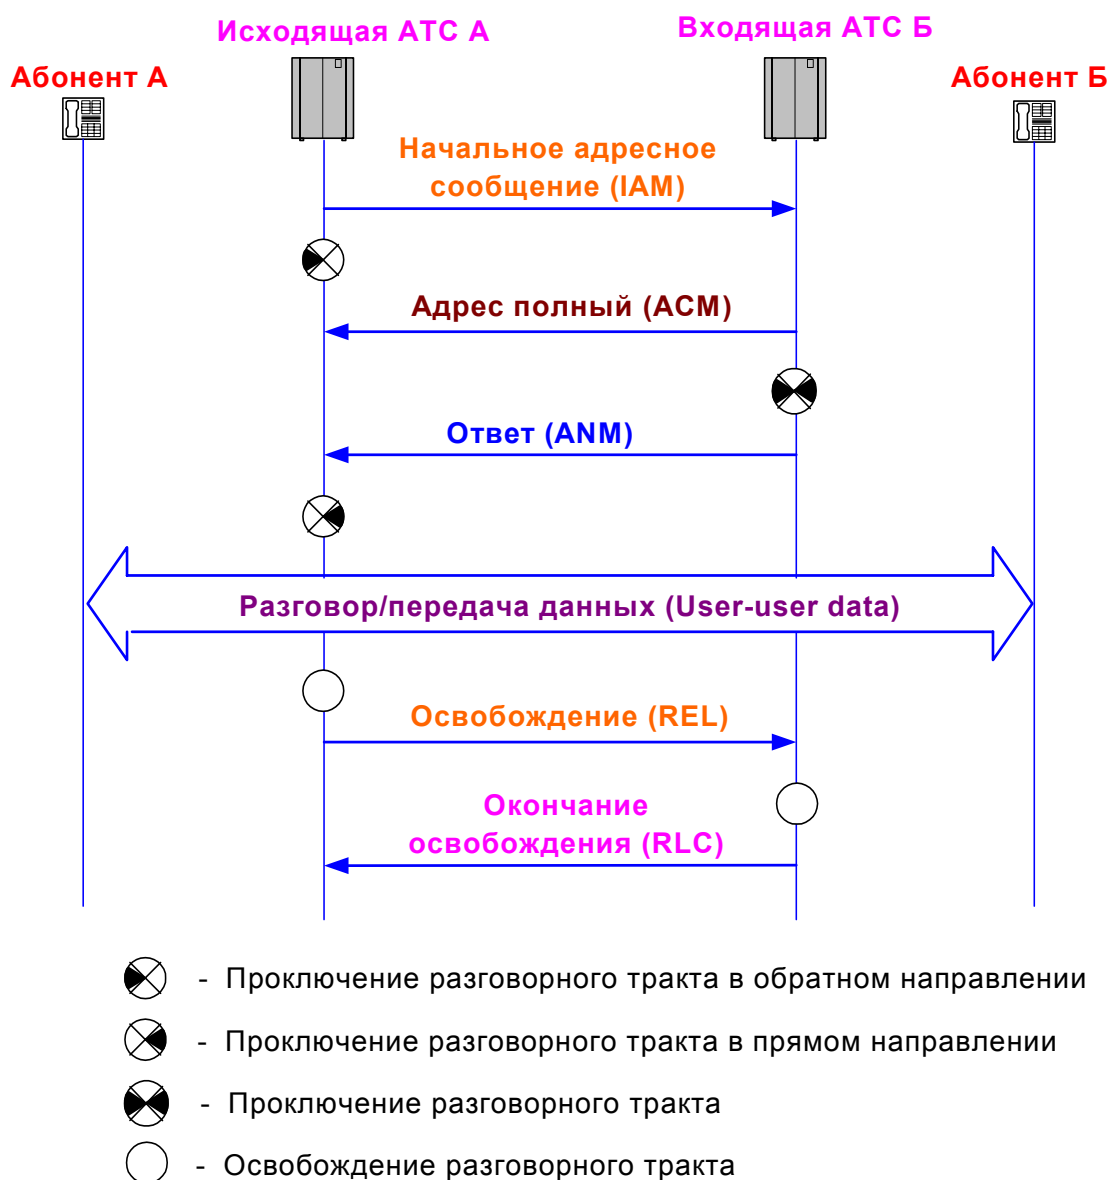 Исходящая АТС А
Входящая АТС Б
Абонент А
Абонент Б
Начальное адресное
сообщение (IAM)
Адрес полный (ACM)
Ответ (ANM)
Разговор/передача данных (User-user data)
Освобождение (REL)
Окончание
освобождения (RLC)
- Проключение разговорного тракта в обратном направлении
- Проключение разговорного тракта в прямом направлении
- Проключение разговорного тракта
- Освобождение разговорного тракта